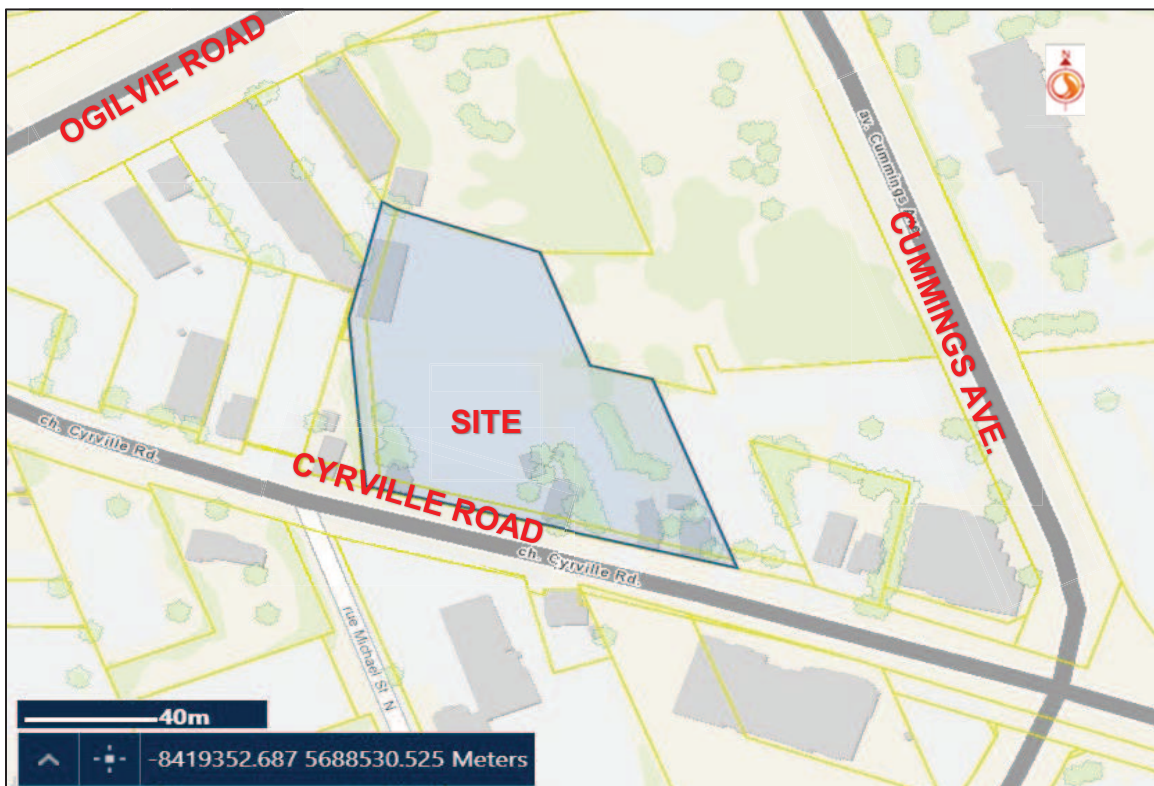 OGILVIE ROAD
N
av. Cummings Ave.
CUMMINGS AVE.
SITE
ch. Cyrville Rd.
CYRVILLE ROAD
ch. Cyrville Rd.
rue Michael St. N
40m
-8419352.687 5688530.525 Meters